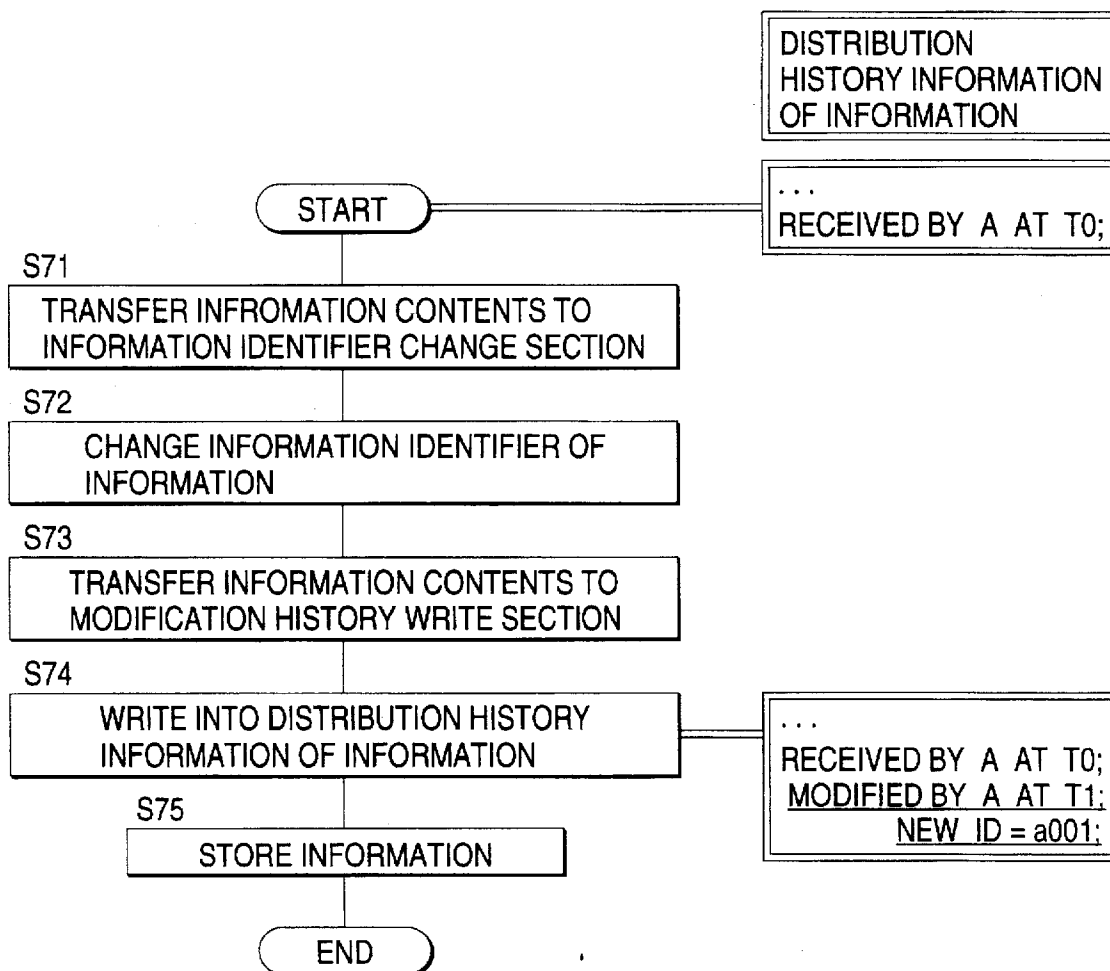 DISTRIBUTION
HISTORY INFORMATION
OF INFORMATION
START
. . .
RECEIVED BY A AT T0;
S71
TRANSFER INFROMATION CONTENTS TO
INFORMATION IDENTIFIER CHANGE SECTION
S72
CHANGE INFORMATION IDENTIFIER OF
INFORMATION
S73
TRANSFER INFORMATION CONTENTS TO
MODIFICATION HISTORY WRITE SECTION
S74
WRITE INTO DISTRIBUTION HISTORY
INFORMATION OF INFORMATION
. . .
RECEIVED BY A AT T0;
MODIFIED BY A AT T1;
NEW ID = a001;
S75
STORE INFORMATION
END